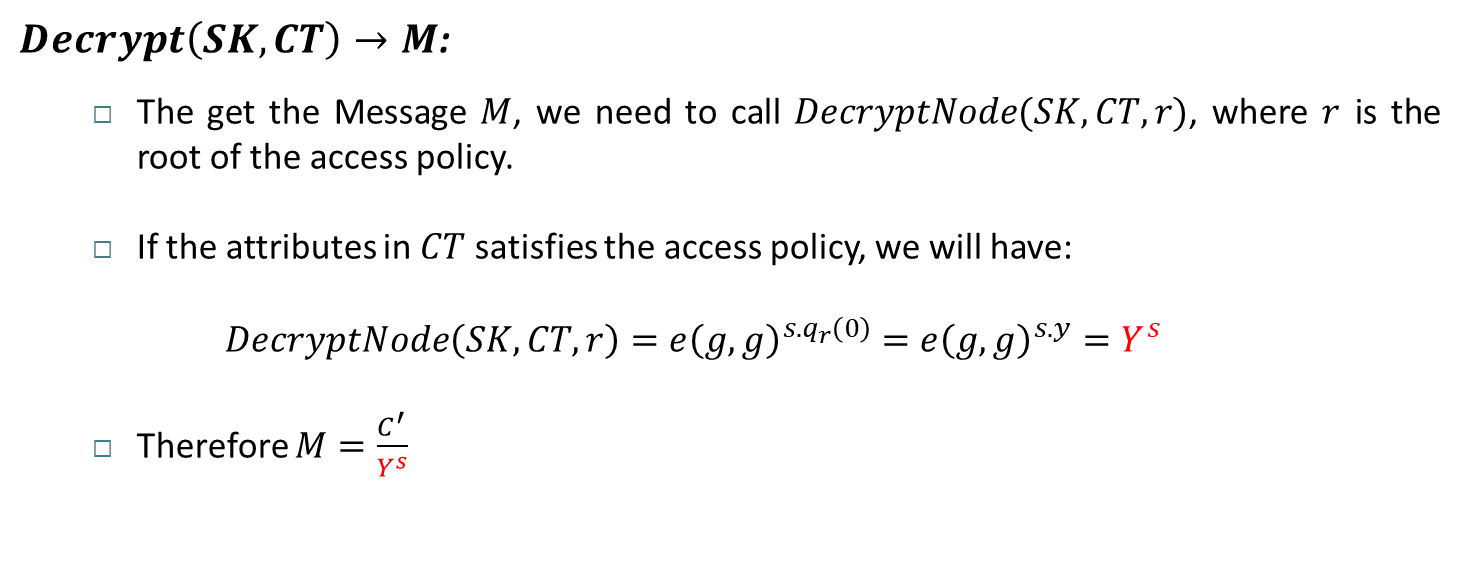 Decrypt(SK, CT) → M:
□ The get the Message M, we need to call DecryptNode(SK, CT, r), where r is the
root of the access policy.
□ If the attributes in CT satisfies the access policy, we will have:
DecryptNode(SK, CT, r) = e(g, g)^{s.q_r(0)} = e(g, g)^{s.y} = Y^s
□ Therefore M = C′/Y^s